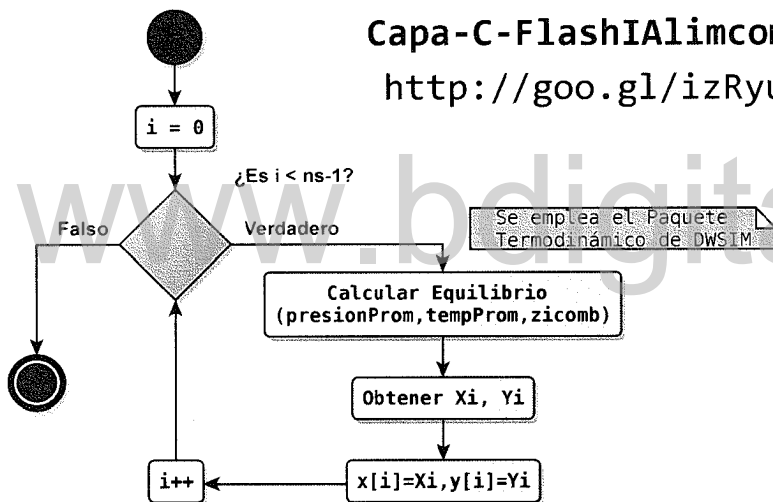 Capa-C-FlashIAlimcom
http://goo.gl/izRyu
i = 0
¿Es i < ns-1?
Falso
Verdadero
www.bdigita
Se emplea el Paquete
Termodinámico de DWSIM
Calcular Equilibrio
(presionProm,tempProm,zicomb)
Obtener Xi, Yi
x[i]=Xi,y[i]=Yi
i++